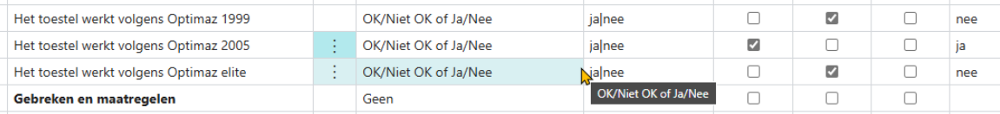 Het toestel werkt volgens Optimaz 1999 OK/Niet OK of Ja/Nee ja|nee nee
Het toestel werkt volgens Optimaz 2005 OK/Niet OK of Ja/Nee ja|nee ja
Het toestel werkt volgens Optimaz elite OK/Niet OK of Ja/Nee ja|nee nee
OK/Niet OK of Ja/Nee
Gebreken en maatregelen Geen